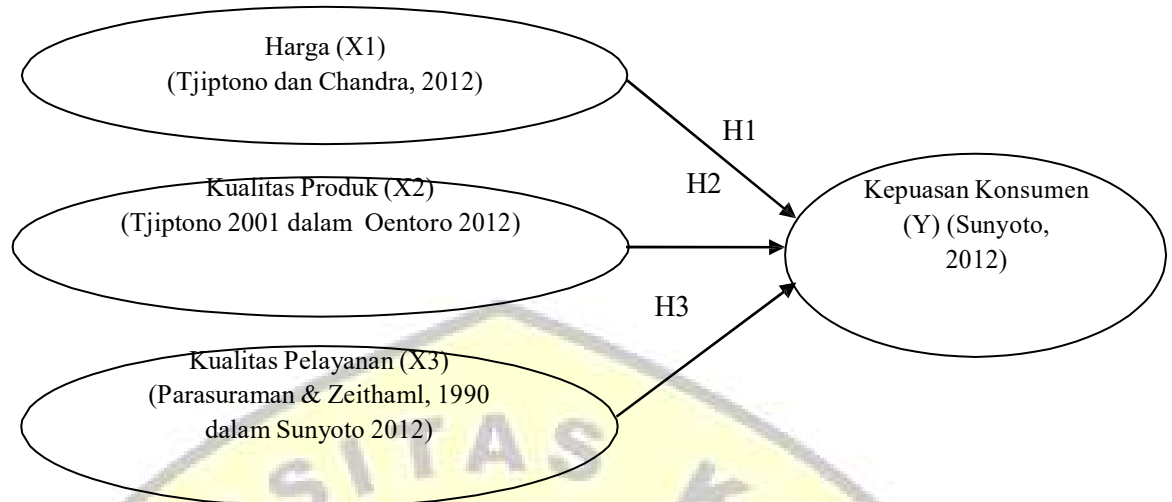 Harga (X1)
(Tjiptono dan Chandra, 2012)
H1
Kualitas Produk (X2)
(Tjiptono 2001 dalam Oentoro 2012)
H2
Kepuasan Konsumen
(Y) (Sunyoto,
2012)
H3
Kualitas Pelayanan (X3)
(Parasuraman & Zeithaml, 1990
dalam Sunyoto 2012)
SITAS K